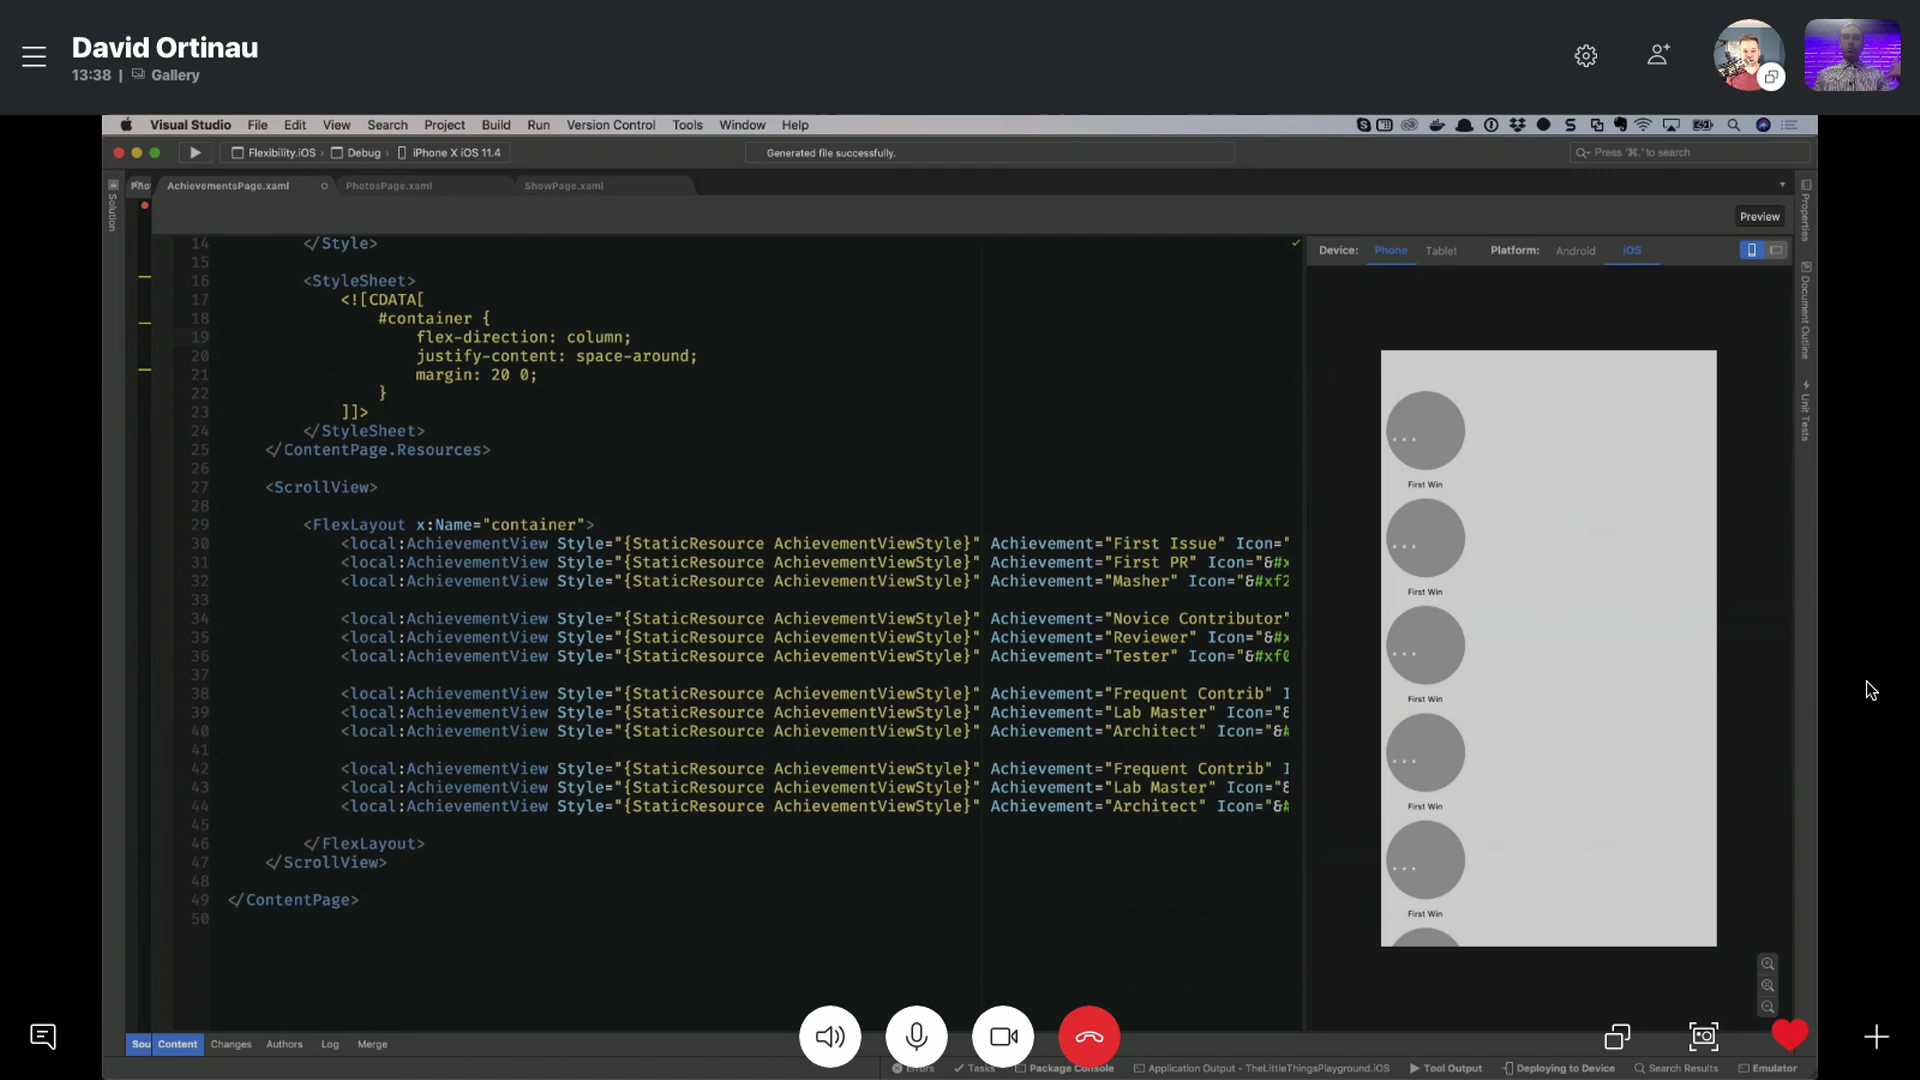 David Ortinau
13:38 | Gallery
Visual Studio File Edit View Search Project Build Run Version Control Tools Window Help
Flexibility.iOS › Debug › iPhone X iOS 11.4
Generated file successfully.
Press '⌘.' to search
AchievementsPage.xaml
PhotosPage.xaml
ShowPage.xaml
Solution
Properties
Document Outline
Unit Tests
Preview
Device: Phone Tablet Platform: Android iOS
14 </Style>
15
16 <StyleSheet>
17 <![CDATA[
18 #container {
19 flex-direction: column;
20 justify-content: space-around;
21 margin: 20 0;
22 }
23 ]]>
24 </StyleSheet>
25 </ContentPage.Resources>
26
27 <ScrollView>
28
29 <FlexLayout x:Name="container">
30 <local:AchievementView Style="{StaticResource AchievementViewStyle}" Achievement="First Issue" Icon="
31 <local:AchievementView Style="{StaticResource AchievementViewStyle}" Achievement="First PR" Icon="&#x
32 <local:AchievementView Style="{StaticResource AchievementViewStyle}" Achievement="Masher" Icon="&#xf2
33
34 <local:AchievementView Style="{StaticResource AchievementViewStyle}" Achievement="Novice Contributor"
35 <local:AchievementView Style="{StaticResource AchievementViewStyle}" Achievement="Reviewer" Icon="&#x
36 <local:AchievementView Style="{StaticResource AchievementViewStyle}" Achievement="Tester" Icon="&#xf0
37
38 <local:AchievementView Style="{StaticResource AchievementViewStyle}" Achievement="Frequent Contrib" I
39 <local:AchievementView Style="{StaticResource AchievementViewStyle}" Achievement="Lab Master" Icon="&
40 <local:AchievementView Style="{StaticResource AchievementViewStyle}" Achievement="Architect" Icon="&#
41
42 <local:AchievementView Style="{StaticResource AchievementViewStyle}" Achievement="Frequent Contrib" I
43 <local:AchievementView Style="{StaticResource AchievementViewStyle}" Achievement="Lab Master" Icon="&
44 <local:AchievementView Style="{StaticResource AchievementViewStyle}" Achievement="Architect" Icon="&#
45
46 </FlexLayout>
47 </ScrollView>
48
49 </ContentPage>
50
...
First Win
...
First Win
...
First Win
...
First Win
...
First Win
Sou Content Changes Authors Log Merge
Errors Tasks Package Console Application Output - TheLittleThingsPlayground.iOS Tool Output Deploying to Device Search Results Emulator